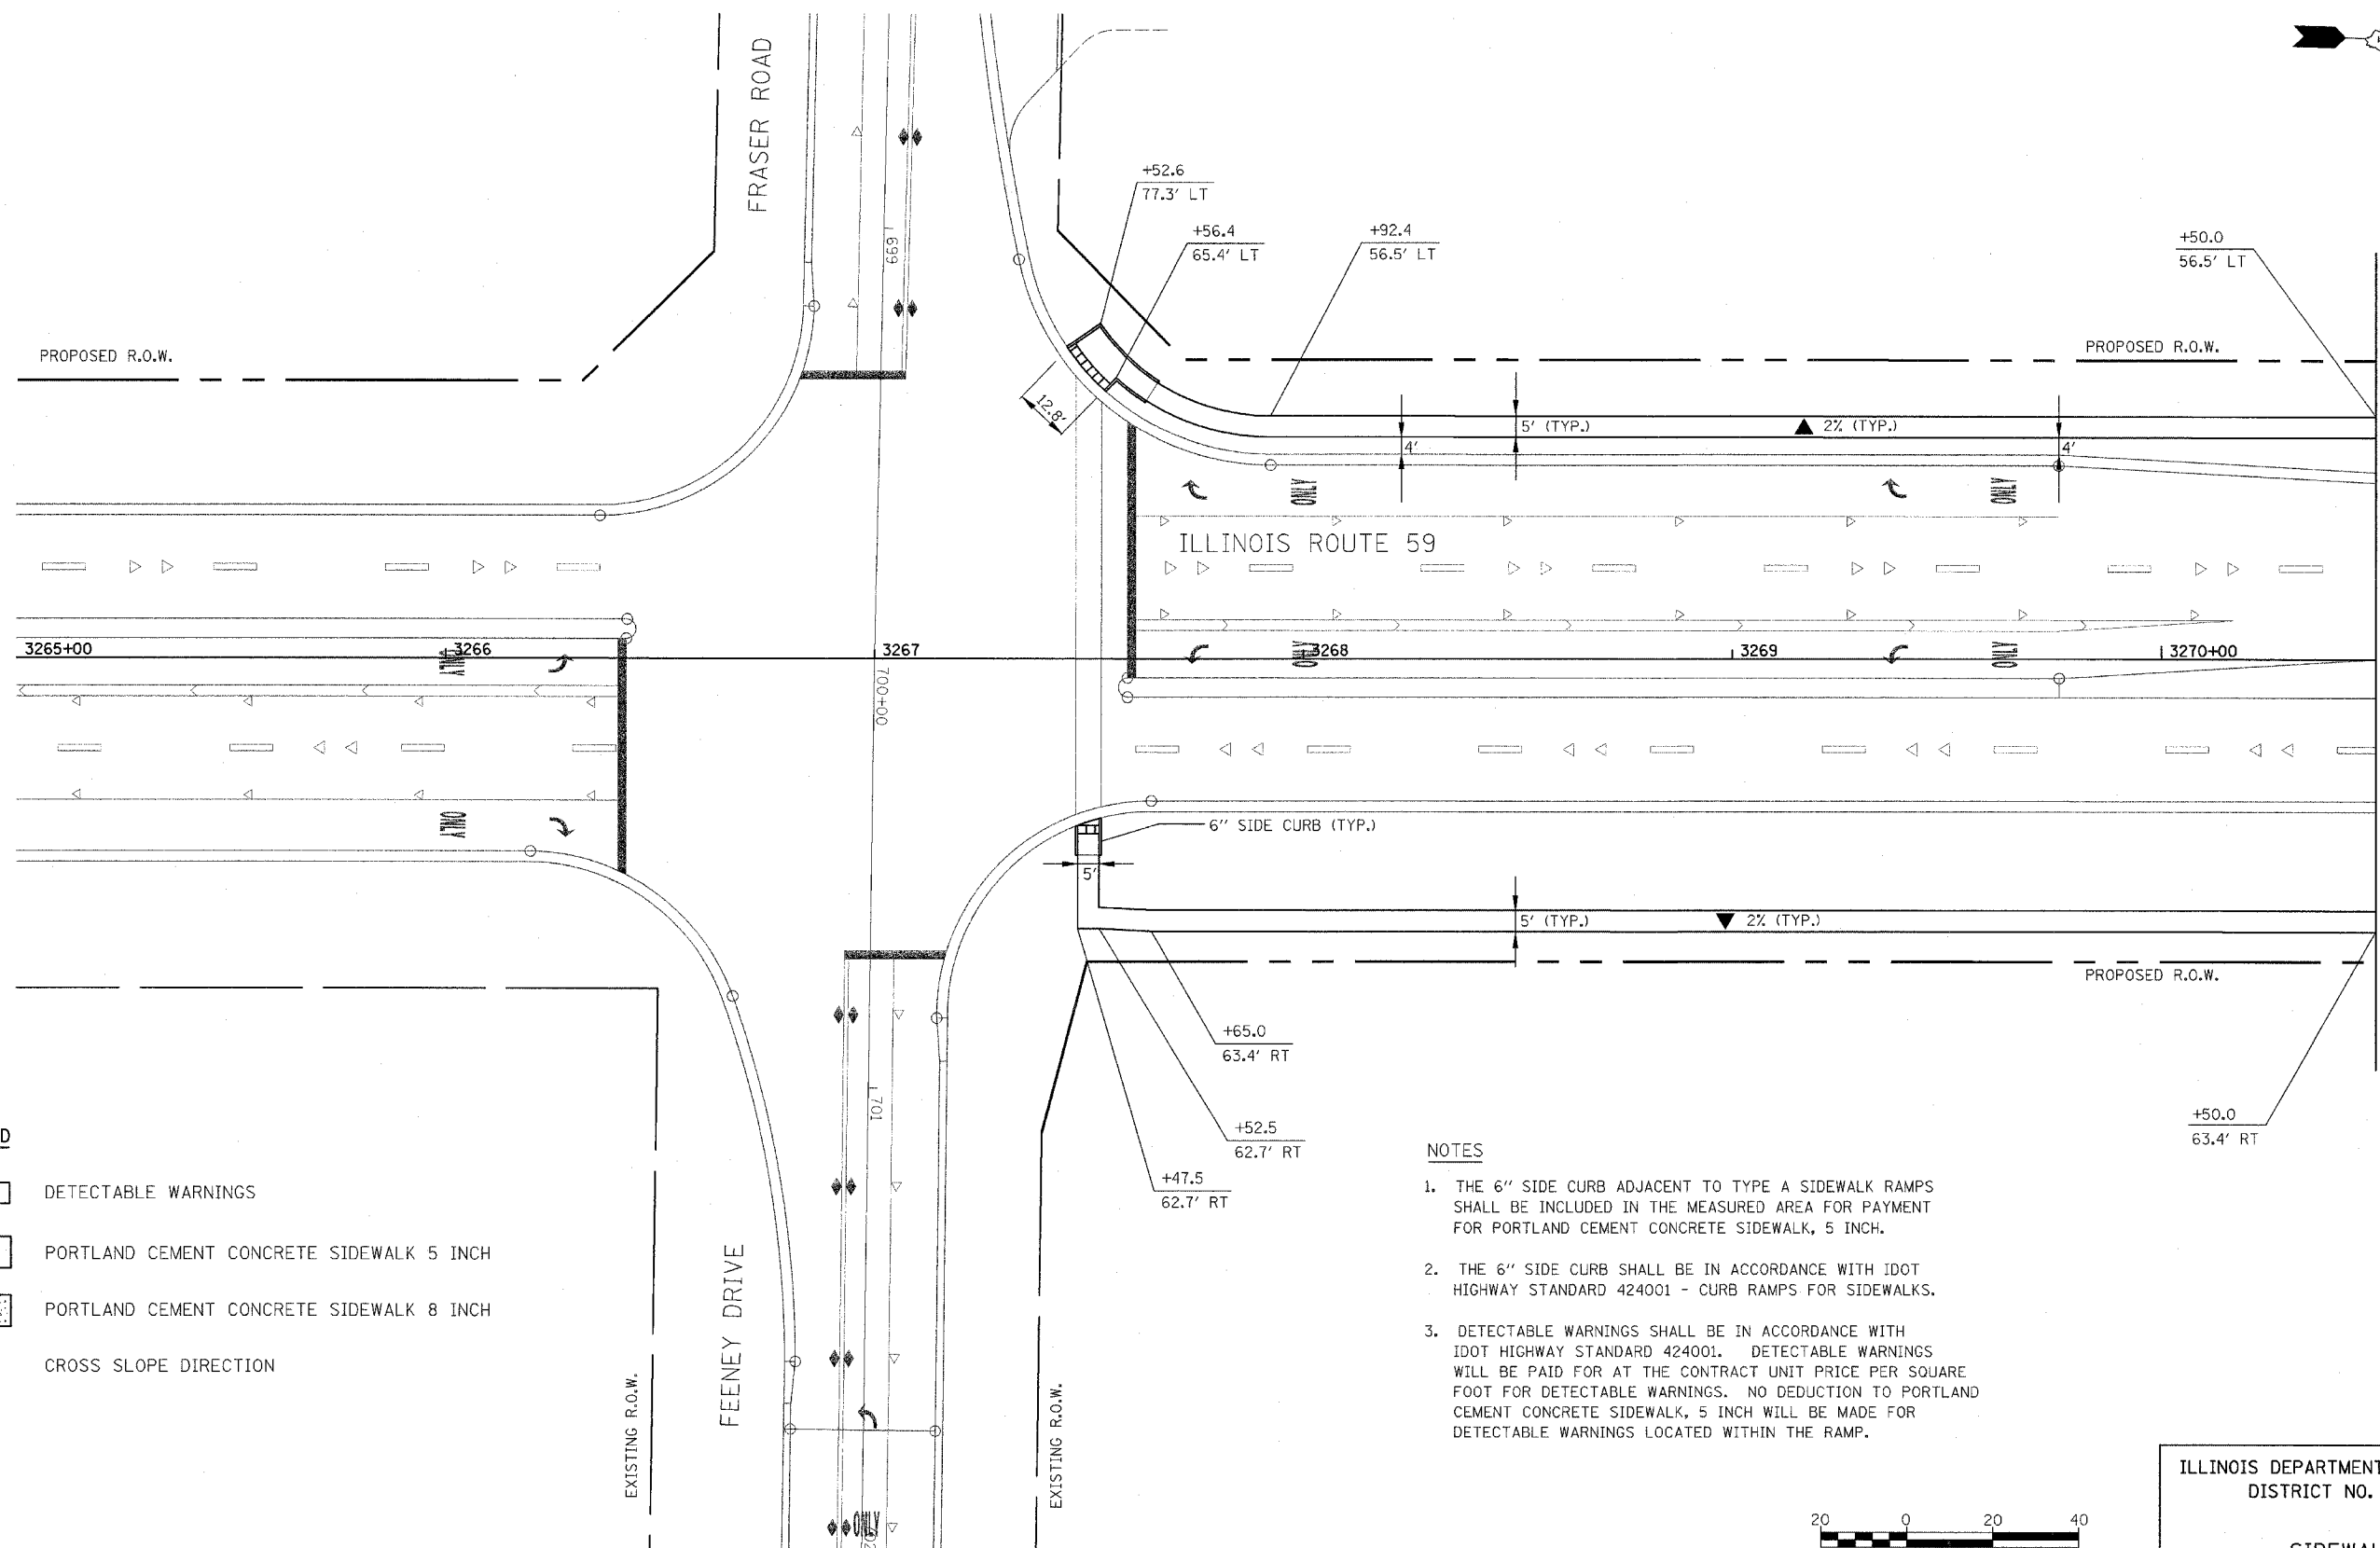 FRASER ROAD
+52.6
77.3' LT
+56.4
65.4' LT
+92.4
56.5' LT
+50.0
56.5' LT
699
PROPOSED R.O.W.
PROPOSED R.O.W.
12.8'
5' (TYP.)
2% (TYP.)
4'
4'
ONLY
ONLY
ILLINOIS ROUTE 59
3265+00
3266
3267
3268
3269
3270+00
ONLY
ONLY
ONLY
700+00
ONLY
6" SIDE CURB (TYP.)
5'
5' (TYP.)
2% (TYP.)
PROPOSED R.O.W.
+65.0
63.4' RT
+52.5
62.7' RT
+47.5
62.7' RT
+50.0
63.4' RT
701
D
DETECTABLE WARNINGS
PORTLAND CEMENT CONCRETE SIDEWALK 5 INCH
PORTLAND CEMENT CONCRETE SIDEWALK 8 INCH
CROSS SLOPE DIRECTION
EXISTING R.O.W.
FEENEY DRIVE
EXISTING R.O.W.
ONLY
NOTES
1. THE 6" SIDE CURB ADJACENT TO TYPE A SIDEWALK RAMPS
SHALL BE INCLUDED IN THE MEASURED AREA FOR PAYMENT
FOR PORTLAND CEMENT CONCRETE SIDEWALK, 5 INCH.
2. THE 6" SIDE CURB SHALL BE IN ACCORDANCE WITH IDOT
HIGHWAY STANDARD 424001 - CURB RAMPS FOR SIDEWALKS.
3. DETECTABLE WARNINGS SHALL BE IN ACCORDANCE WITH
IDOT HIGHWAY STANDARD 424001. DETECTABLE WARNINGS
WILL BE PAID FOR AT THE CONTRACT UNIT PRICE PER SQUARE
FOOT FOR DETECTABLE WARNINGS. NO DEDUCTION TO PORTLAND
CEMENT CONCRETE SIDEWALK, 5 INCH WILL BE MADE FOR
DETECTABLE WARNINGS LOCATED WITHIN THE RAMP.
20 0 20 40
ILLINOIS DEPARTMENT
DISTRICT NO.